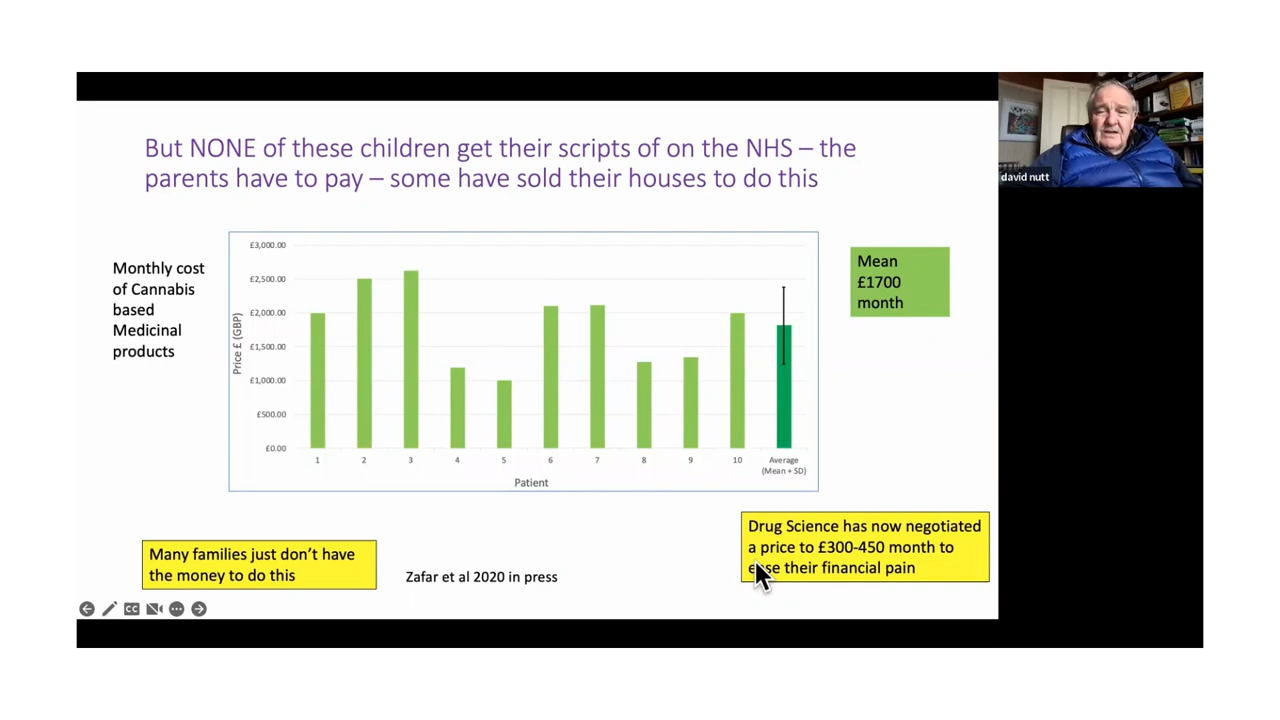 david nutt
But NONE of these children get their scripts of on the NHS – the
parents have to pay – some have sold their houses to do this
Monthly cost
of Cannabis
based
Medicinal
products
Price £ (GBP)
£3,000.00
£2,500.00
£2,000.00
£1,500.00
£1,000.00
£500.00
£0.00
1 2 3 4 5 6 7 8 9 10 Average
(Mean + SD)
Patient
Mean
£1700
month
Many families just don’t have
the money to do this
Zafar et al 2020 in press
Drug Science has now negotiated
a price to £300-450 month to
ease their financial pain
CC